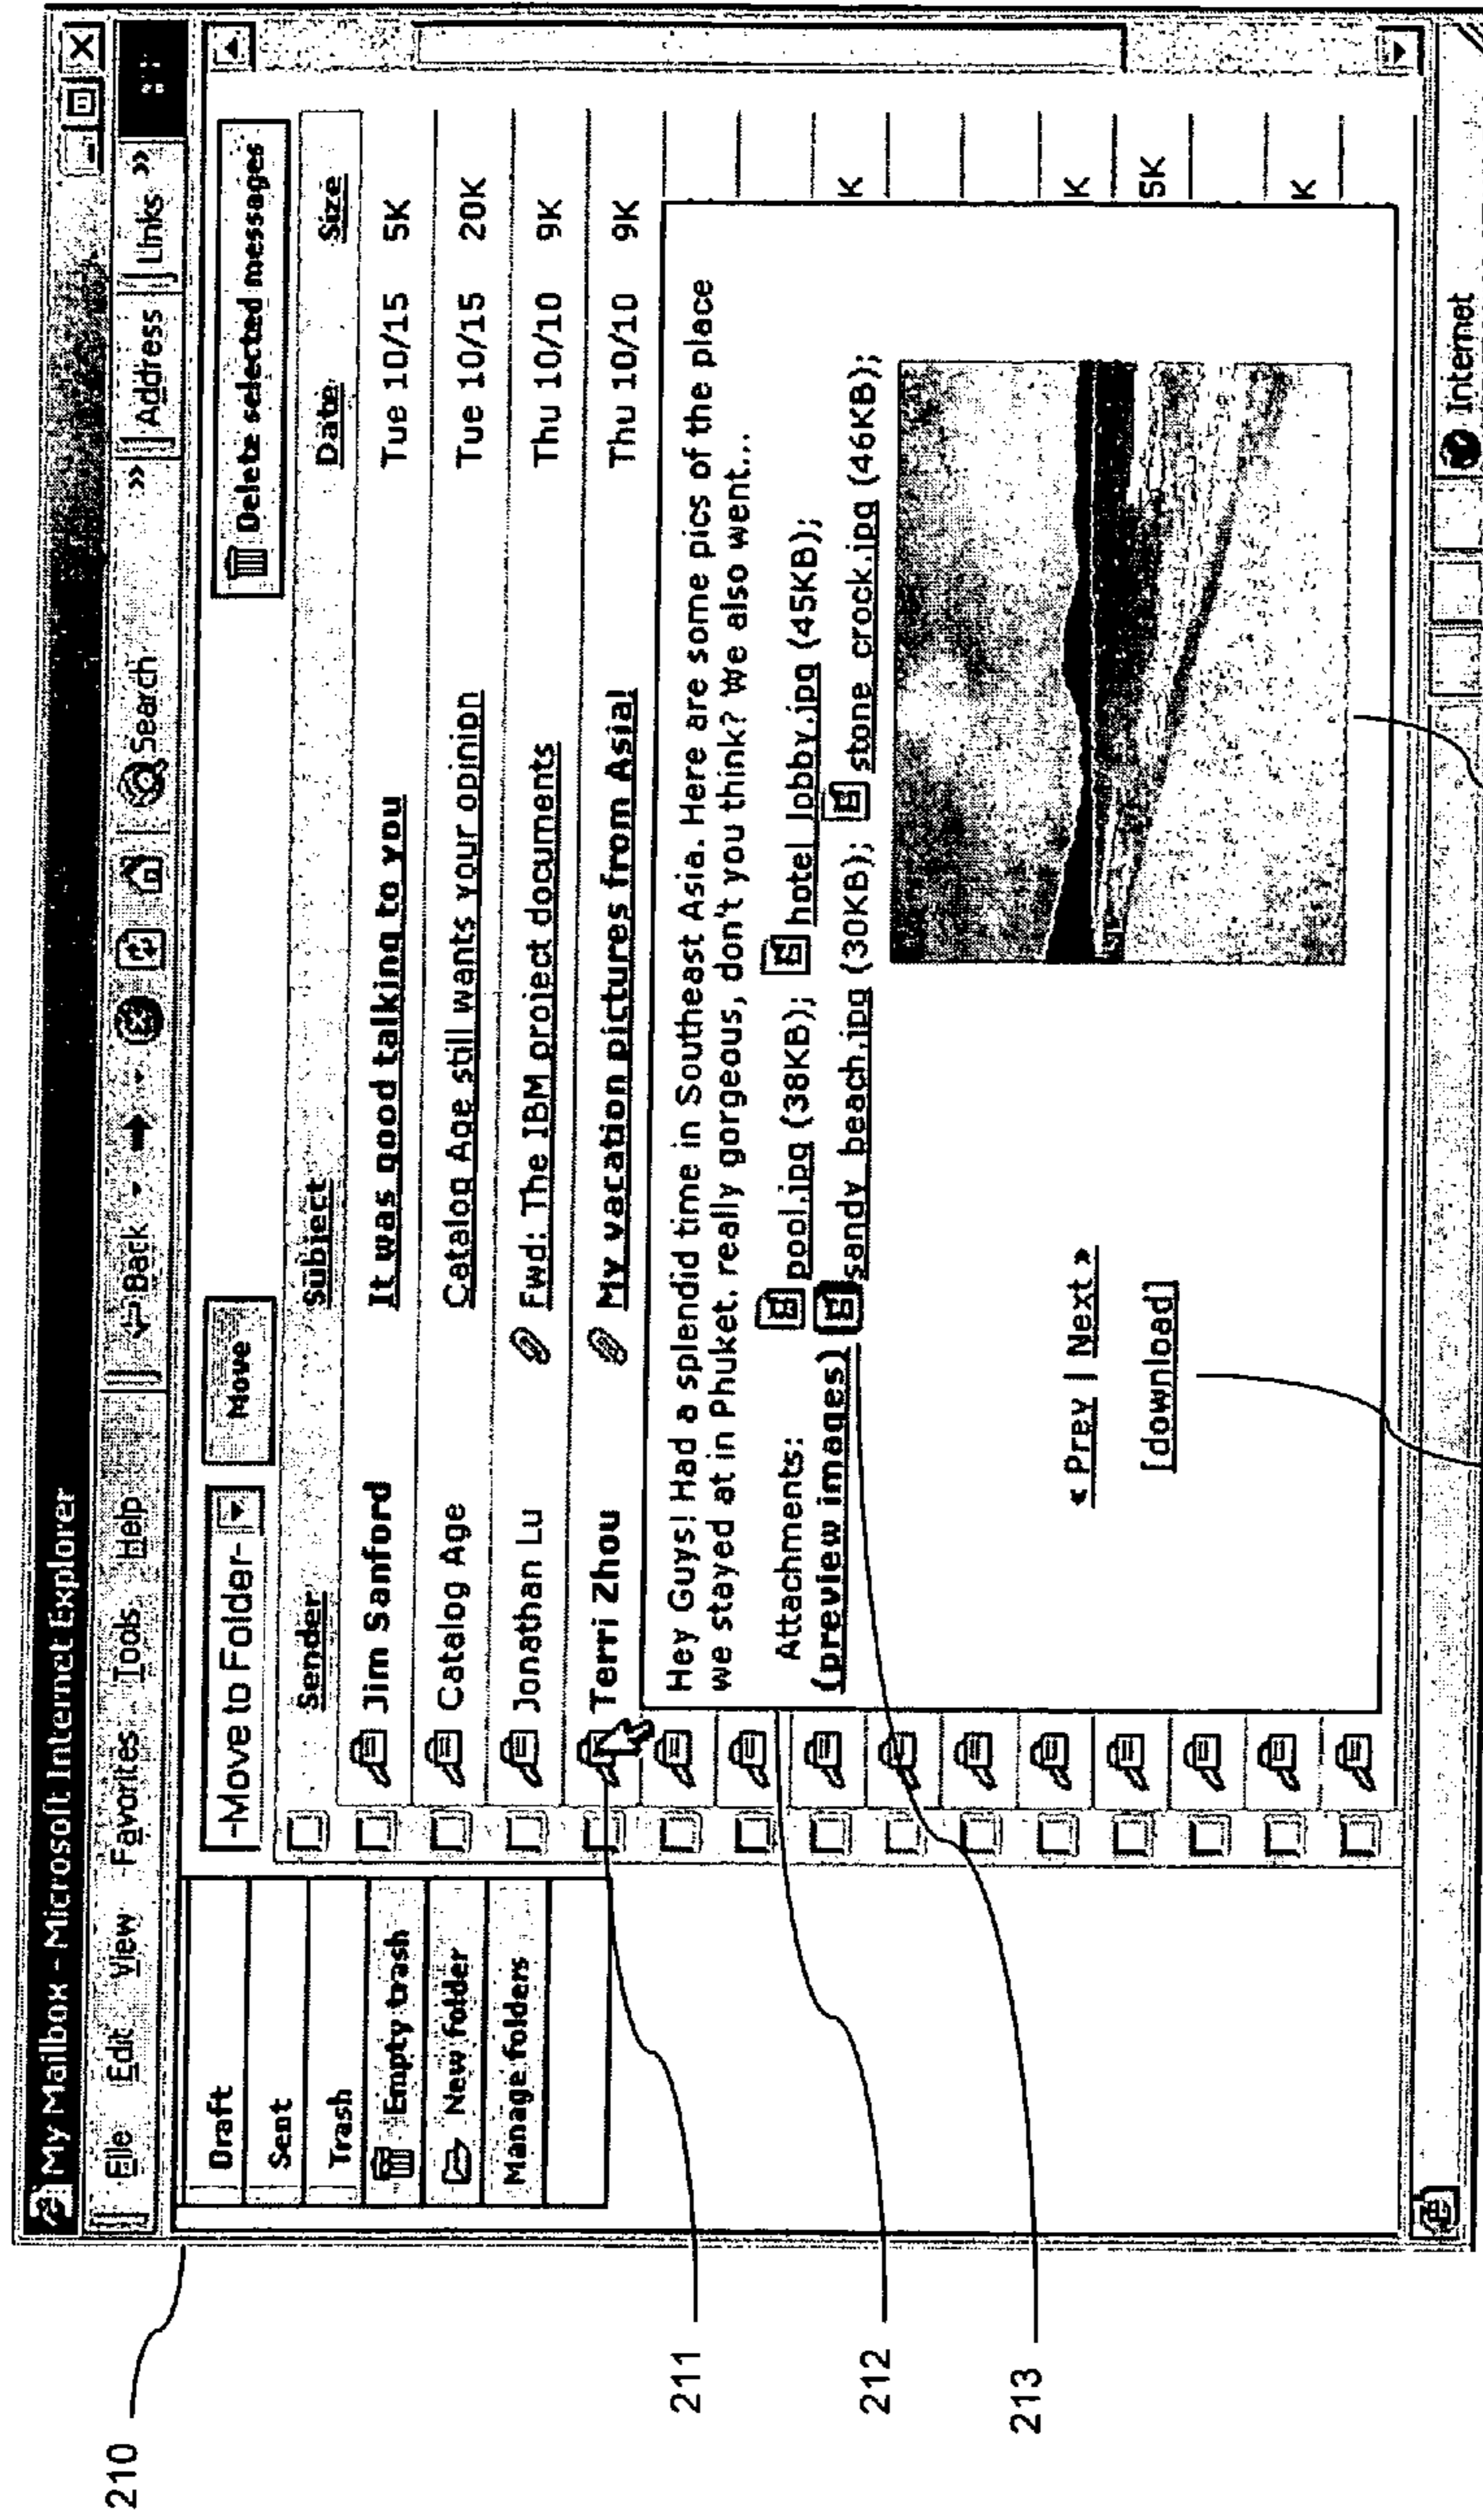 My Mailbox - Microsoft Internet Explorer
File Edit View Favorites Tools Help Back Search » Address Links »
-Move to Folder- Move Delete selected messages
Draft
Sent
Trash
Empty trash
New folder
Manage folders
Sender Subject Date Size
Jim Sanford It was good talking to you Tue 10/15 5K
Catalog Age Catalog Age still wants your opinion Tue 10/15 20K
Jonathan Lu Fwd: The IBM project documents Thu 10/10 9K
Terri Zhou My vacation pictures from Asia! Thu 10/10 9K
Hey Guys! Had a splendid time in Southeast Asia. Here are some pics of the place
we stayed at in Phuket. really gorgeous, don't you think? We also went...
Attachments: pool.jpg (38KB); hotel lobby.jpg (45KB);
(preview images) sandy beach.jpg (30KB); stone crock.jpg (46KB);
« Prev | Next »
[download]
K
K
5K
K
Internet
210
211
212
213